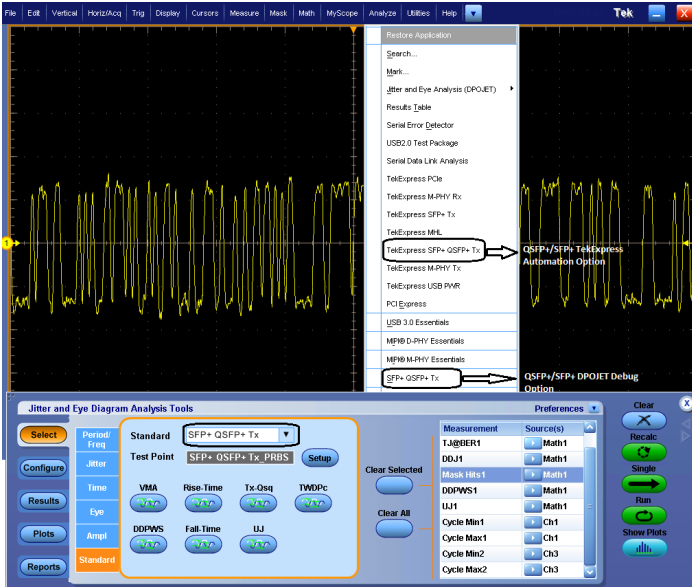 File Edit Vertical Horiz/Acq Trig Display Cursors Measure Mask Math MyScope Analyze Utilities Help Tek
Restore Application
Search...
Mark...
Jitter and Eye Analysis (DPOJET)
Results Table
Serial Error Detector
USB2.0 Test Package
Serial Data Link Analysis
TekExpress PCIe
TekExpress M-PHY Rx
TekExpress SFP+ Tx
TekExpress MHL
TekExpress SFP+ QSFP+ Tx
TekExpress M-PHY Tx
TekExpress USB PWR
PCI Express
USB 3.0 Essentials
MIPI® D-PHY Essentials
MIPI® M-PHY Essentials
SFP+ QSFP+ Tx
1
QSFP+/SFP+ TekExpress
Automation Option
QSFP+/SFP+ DPOJET Debug
Option
Jitter and Eye Diagram Analysis Tools
Preferences
Clear
X
Select
Configure
Results
Plots
Reports
Period/
Freq
Jitter
Time
Eye
Ampl
Standard
Standard SFP+ QSFP+ Tx
Test Point SFP+ QSFP+ Tx_PRBS Setup
VMA Rise-Time Tx-Qsq TWDPc
DDPWS Fall-Time UJ
Clear Selected
Clear All
Measurement Source(s)
TJ@BER1 Math1
DDJ1 Math1
Mask Hits1 Math1
DDPWS1 Math1
UJ1 Math1
Cycle Min1 Ch1
Cycle Max1 Ch1
Cycle Min2 Ch3
Cycle Max2 Ch3
Recalc
Single
Run
Show Plots